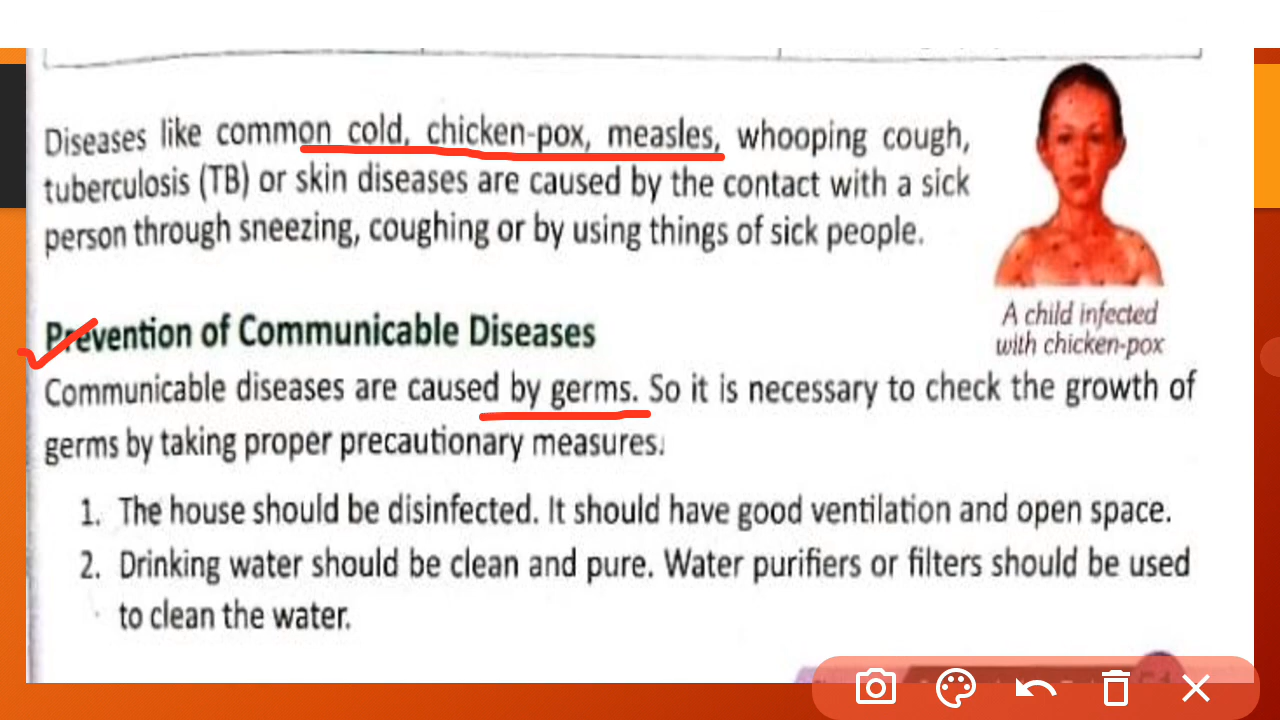 Diseases like common cold, chicken-pox, measles, whooping cough,
tuberculosis (TB) or skin diseases are caused by the contact with a sick
person through sneezing, coughing or by using things of sick people.
A child infected
with chicken-pox
Prevention of Communicable Diseases
Communicable diseases are caused by germs. So it is necessary to check the growth of
germs by taking proper precautionary measures.
1. The house should be disinfected. It should have good ventilation and open space.
2. Drinking water should be clean and pure. Water purifiers or filters should be used
to clean the water.